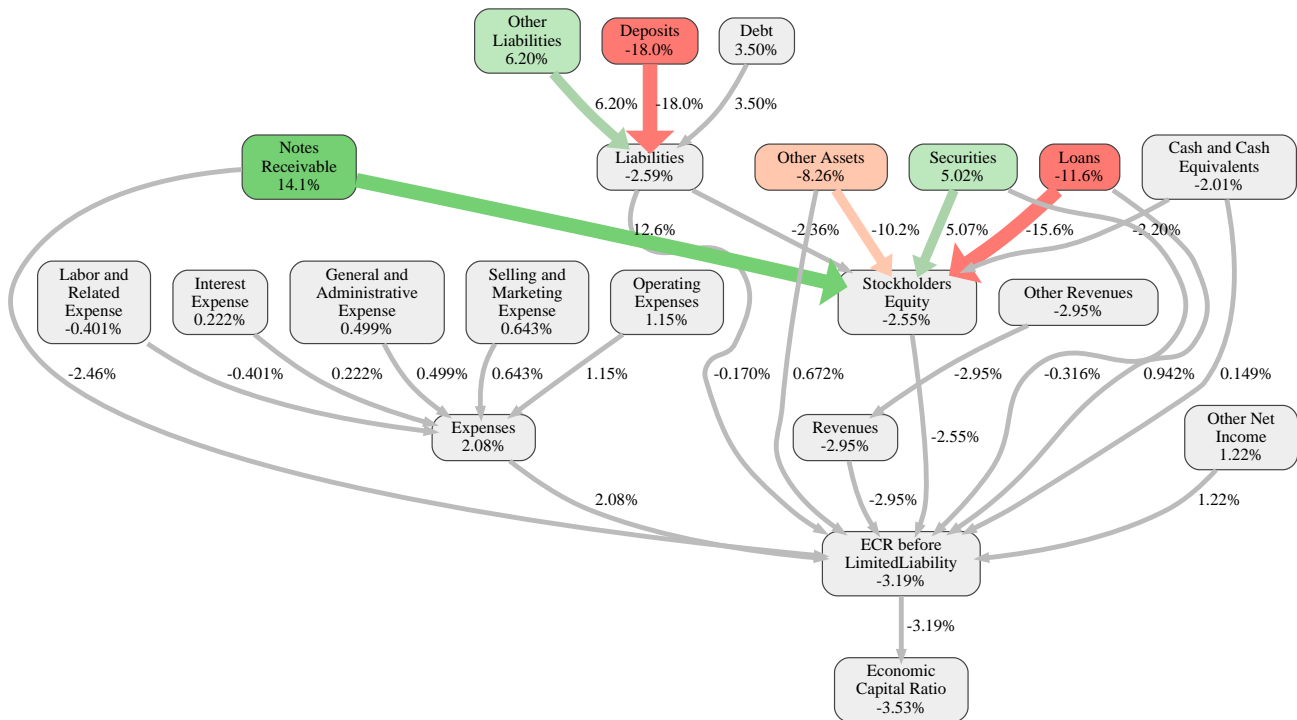 Other
Liabilities
6.20%
Deposits
-18.0%
Debt
3.50%
6.20%
-18.0%
3.50%
Notes
Receivable
14.1%
Liabilities
-2.59%
Other Assets
-8.26%
Securities
5.02%
Loans
-11.6%
Cash and Cash
Equivalents
-2.01%
12.6%
-2.36%
-10.2%
5.07%
-15.6%
-2.20%
Labor and
Related
Expense
-0.401%
Interest
Expense
0.222%
General and
Administrative
Expense
0.499%
Selling and
Marketing
Expense
0.643%
Operating
Expenses
1.15%
Stockholders
Equity
-2.55%
Other Revenues
-2.95%
-2.46%
-0.401%
0.222%
0.499%
0.643%
1.15%
-0.170%
0.672%
-2.95%
-0.316%
0.942%
0.149%
Expenses
2.08%
Revenues
-2.95%
-2.55%
Other Net
Income
1.22%
2.08%
-2.95%
1.22%
ECR before
LimitedLiability
-3.19%
-3.19%
Economic
Capital Ratio
-3.53%